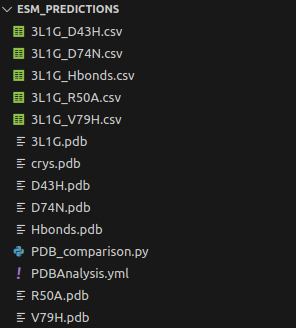 ESM_PREDICTIONS
3L1G_D43H.csv
3L1G_D74N.csv
3L1G_Hbonds.csv
3L1G_R50A.csv
3L1G_V79H.csv
3L1G.pdb
crys.pdb
D43H.pdb
D74N.pdb
Hbonds.pdb
PDB_comparison.py
! PDBAnalysis.yml
R50A.pdb
V79H.pdb